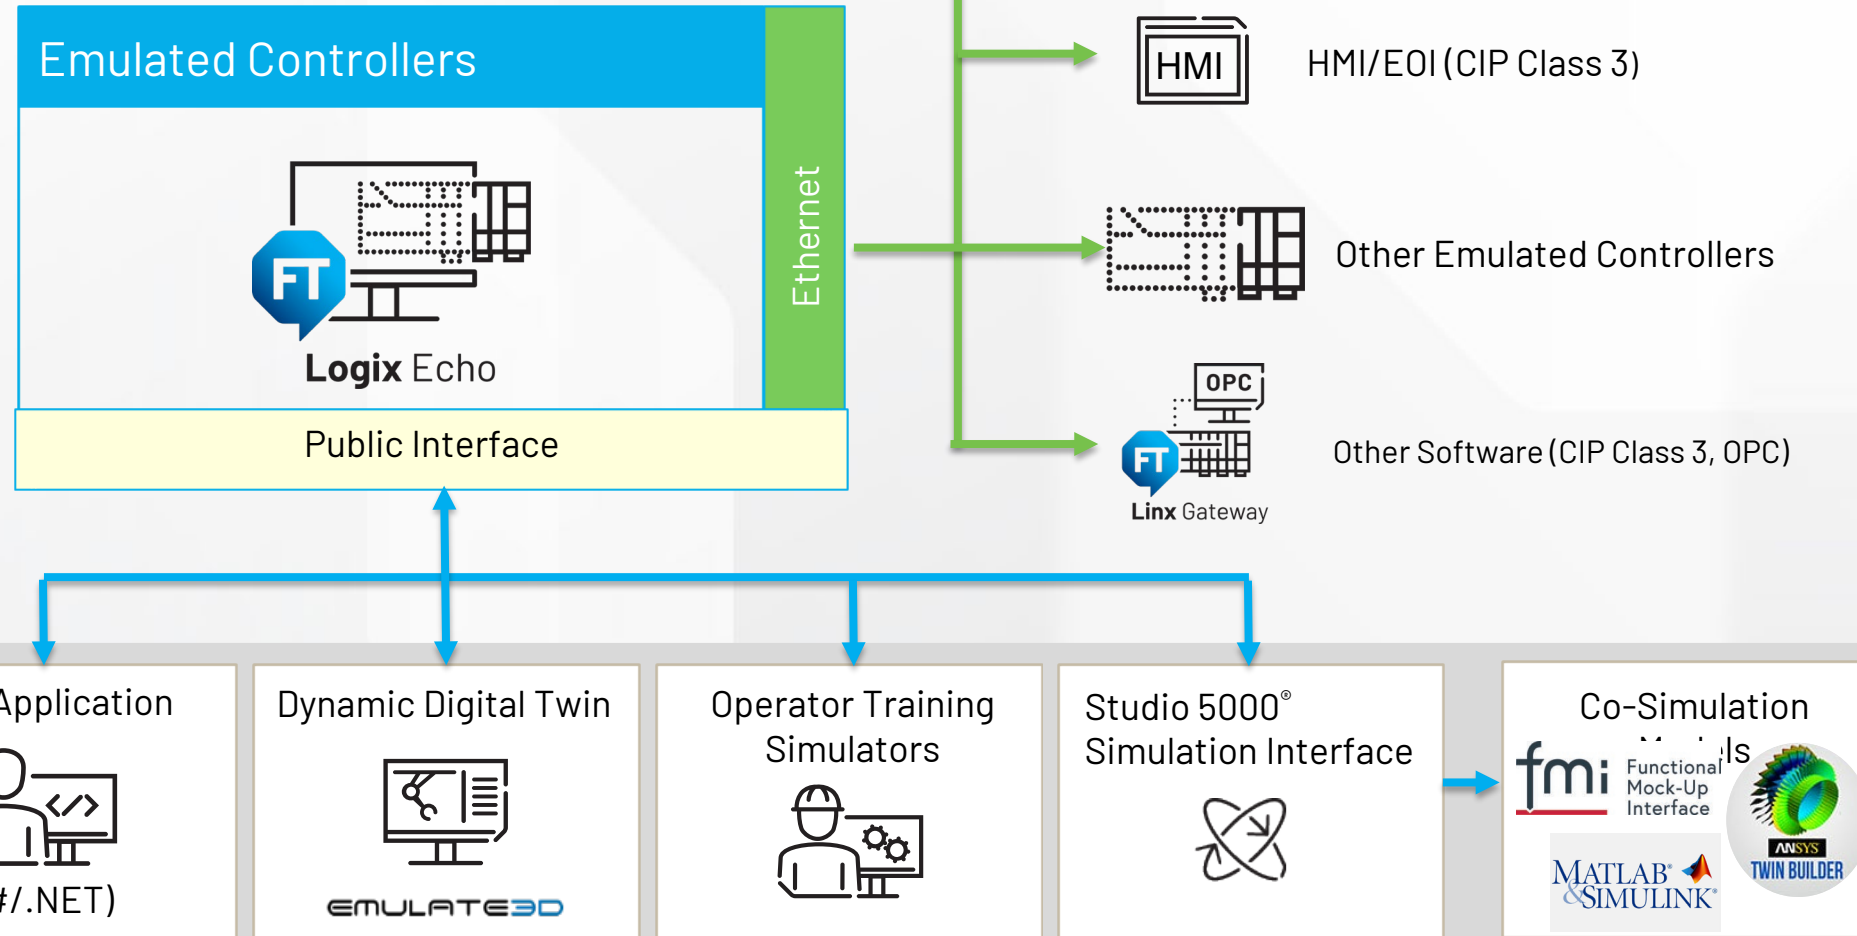 Emulated Controllers
Ethernet
FT
Logix Echo
Public Interface
HMI
HMI/EOI (CIP Class 3)
Other Emulated Controllers
OPC
FT
Linx Gateway
Other Software (CIP Class 3, OPC)
Application
</>
#/.NET)
Dynamic Digital Twin
EMULATE3D
Operator Training
Simulators
Studio 5000®
Simulation Interface
Co-Simulation
fmi Functional
Mock-Up
Interface
ANSYS
TWIN BUILDER
MATLAB®
&SIMULINK®